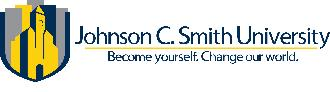 Johnson C. Smith University
Become yourself. Change our world.